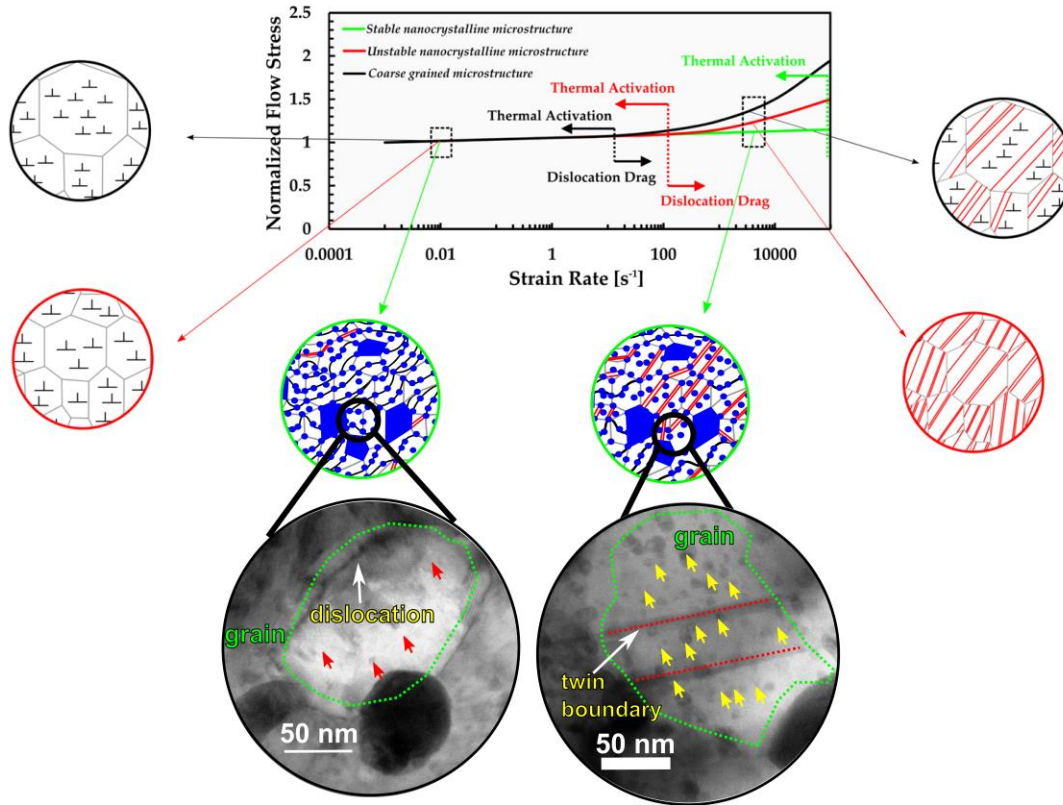 2.5
2
1.5
1
0.5
0
Normalized Flow Stress
Stable nanocrystalline microstructure
Unstable nanocrystalline microstructure
Coarse grained microstructure
Thermal Activation
Thermal Activation
Thermal Activation
Dislocation Drag
Dislocation Drag
0.0001
0.01
1
100
10000
Strain Rate [s⁻¹]
dislocation
grain
50 nm
grain
twin
boundary
50 nm